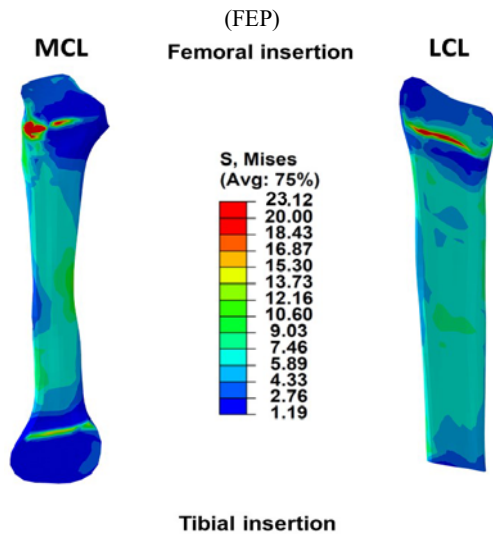 (FEP)
MCL
Femoral insertion
LCL
S, Mises
(Avg: 75%)
23.12
20.00
18.43
16.87
15.30
13.73
12.16
10.60
9.03
7.46
5.89
4.33
2.76
1.19
Tibial insertion